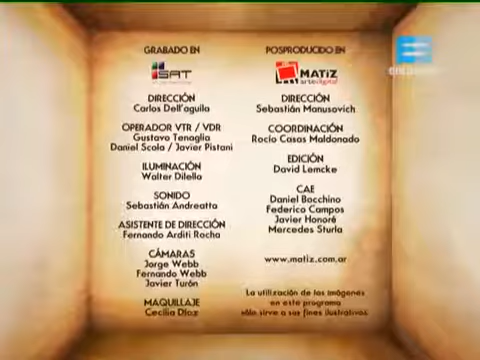 GRABADO EN
SAT
DIRECCIÓN
Carlos Dell'aguila
OPERADOR VTR / VDR
Gustavo Tenaglia
Daniel Scola / Javier Pistani
ILUMINACIÓN
Walter Dilella
SONIDO
Sebastián Andreatta
ASISTENTE DE DIRECCIÓN
Fernando Arditi Rocha
CÁMARAS
Jorge Webb
Fernando Webb
Javier Turón
MAQUILLAJE
Cecilia Díaz
POSPRODUCIDO EN
MATIZ
artedigital
DIRECCIÓN
Sebastián Manusovich
COORDINACIÓN
Rocío Casas Maldonado
EDICIÓN
David Lemcke
CAE
Daniel Bacchino
Federico Campos
Javier Honoré
Mercedes Sturla
www.matiz.com.ar
La utilización de las imágenes
en este programa
sólo sirve a sus fines ilustrativos.